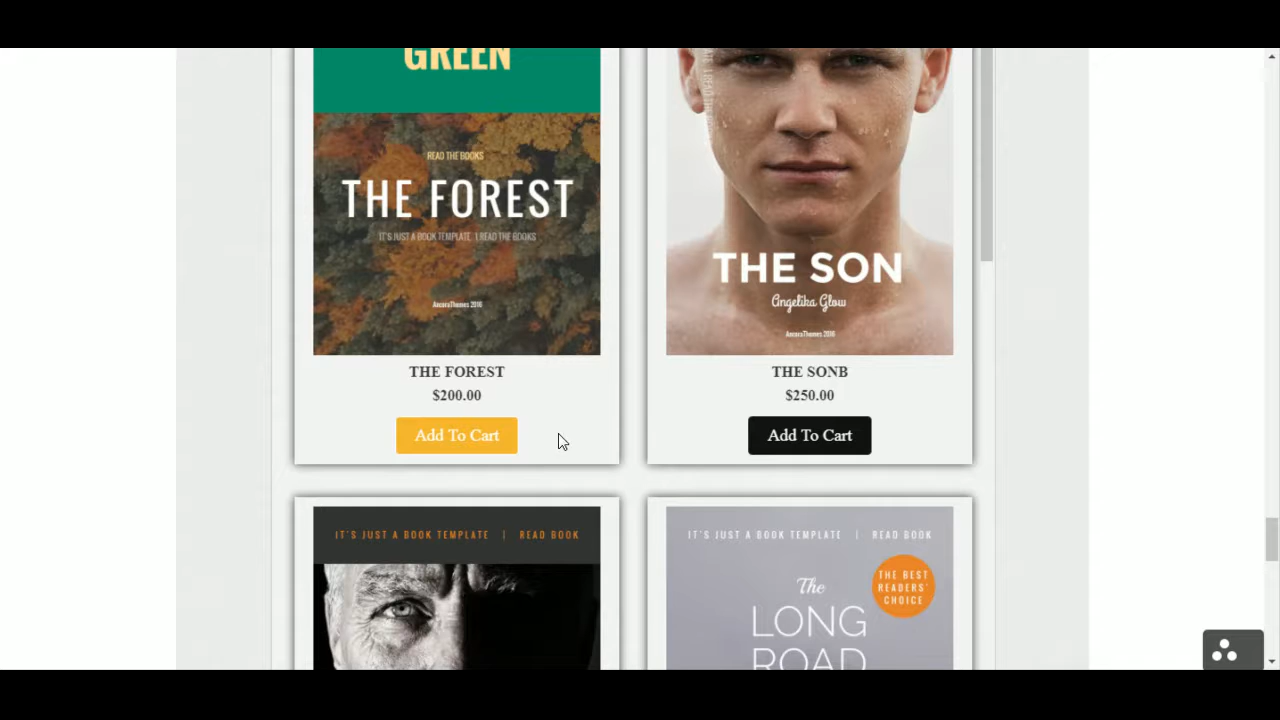 GREEN
READ THE BOOKS
THE FOREST
IT'S JUST A BOOK TEMPLATE. I READ THE BOOKS
AncoraThemes 2016
THE FOREST
$200.00
Add To Cart
THE SON
Angelika Glow
AncoraThemes 2016
THE SONB
$250.00
Add To Cart
IT'S JUST A BOOK TEMPLATE | READ BOOK
IT'S JUST A BOOK TEMPLATE | READ BOOK
THE BEST
READERS'
CHOICE
The
LONG
ROAD